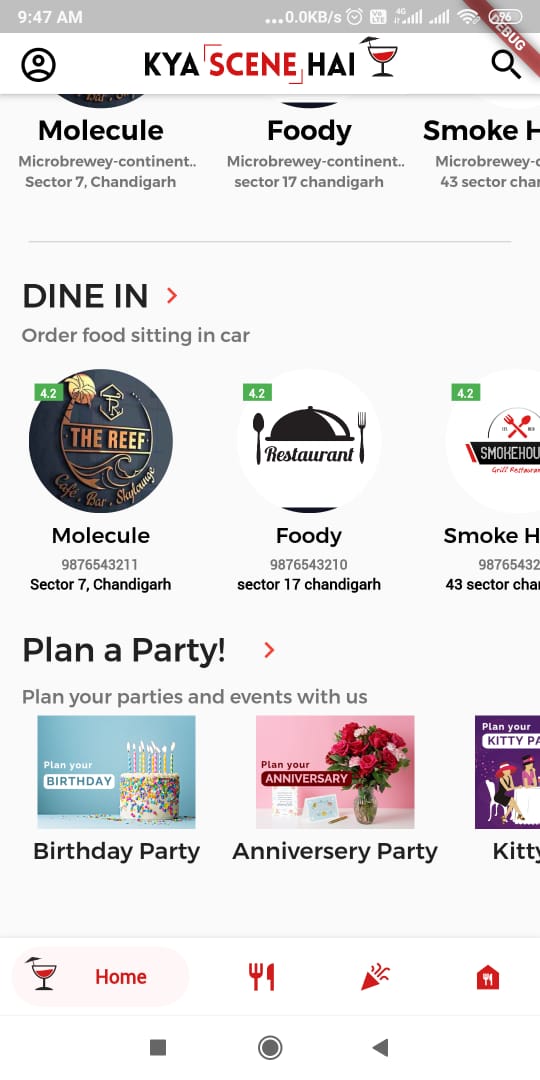 9:47 AM
...0.0KB/s
4G
96
DEBUG
KYA SCENE HAI
Molecule
Foody
Smoke H
Microbrewey-continent..
Microbrewey-continent..
Microbrewey-c
Sector 7, Chandigarh
sector 17 chandigarh
43 sector char
DINE IN
Order food sitting in car
4.2
4.2
4.2
THE REEF
Café . Bar . Skylounge
Restaurant
SMOKEHOU
Grill Restauran
Molecule
Foody
Smoke H
9876543211
9876543210
98765432
Sector 7, Chandigarh
sector 17 chandigarh
43 sector char
Plan a Party!
Plan your parties and events with us
Plan your
BIRTHDAY
Plan your
ANNIVERSARY
Plan your
KITTY PA
Birthday Party
Anniversery Party
Kitty
Home